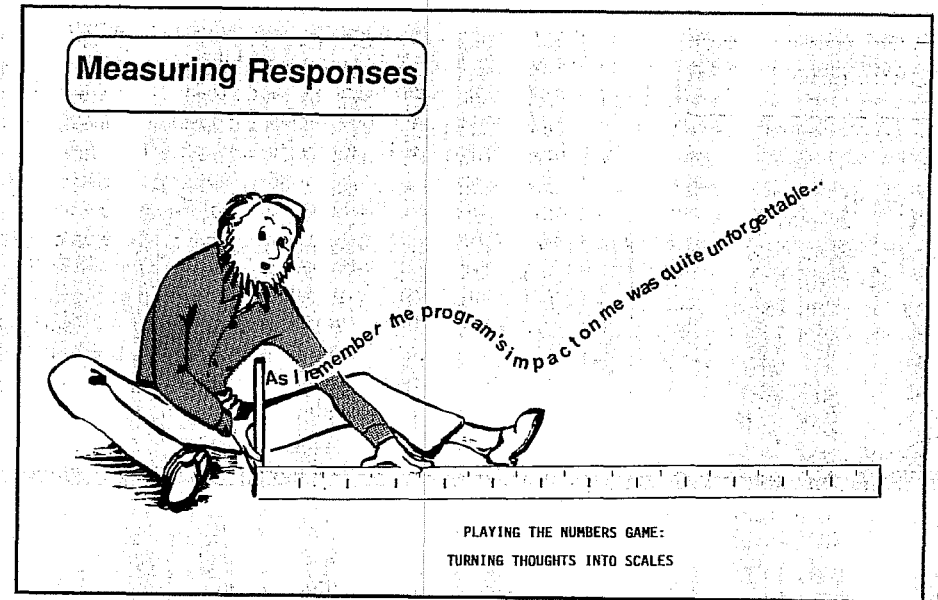 Measuring Responses
As I remember the program's impact on me was quite unforgettable...
PLAYING THE NUMBERS GAME:
TURNING THOUGHTS INTO SCALES